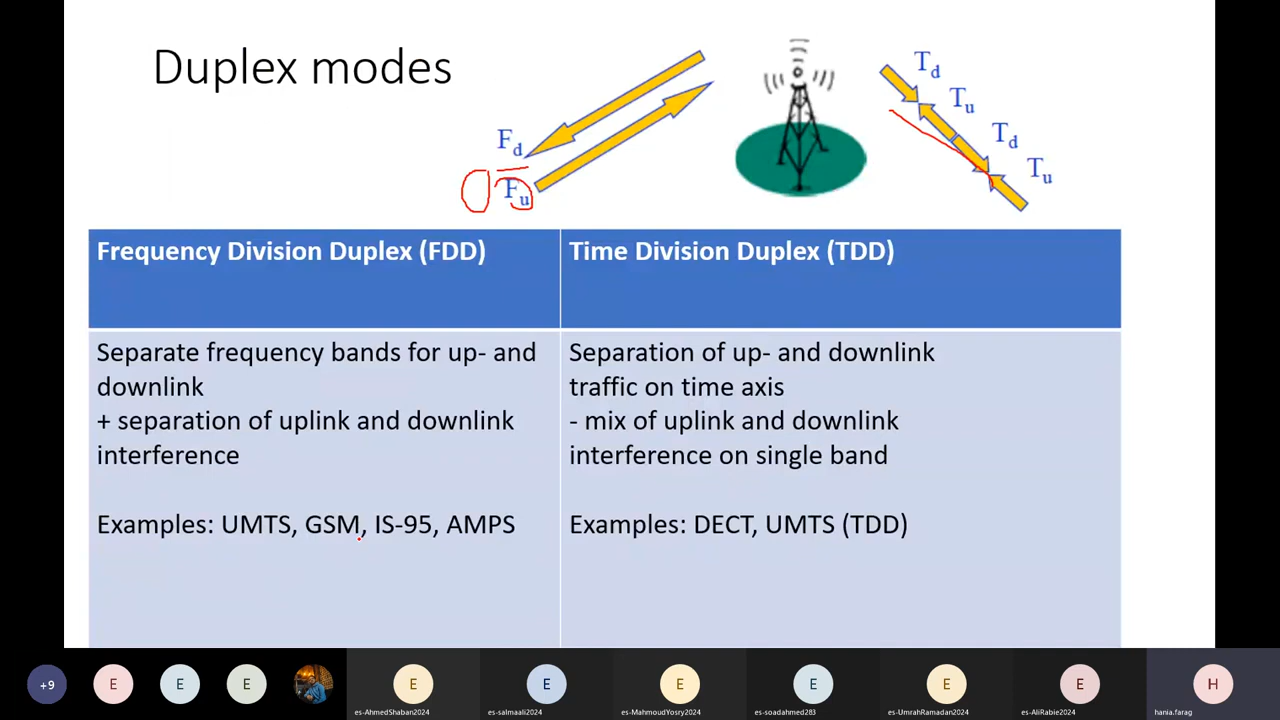 Duplex modes
F_d
F_u
T_d
T_u
T_d
T_u
Frequency Division Duplex (FDD)
Time Division Duplex (TDD)
Separate frequency bands for up- and
downlink
+ separation of uplink and downlink
interference
Examples: UMTS, GSM, IS-95, AMPS
Separation of up- and downlink
traffic on time axis
- mix of uplink and downlink
interference on single band
Examples: DECT, UMTS (TDD)
+9
E
E
E
E
E
E
E
E
E
H
es-AhmedShaban2024
es-salmaali2024
es-MahmoudYosry2024
es-soadahmed283
es-UmrahRamadan2024
es-AliRabie2024
hania.farag